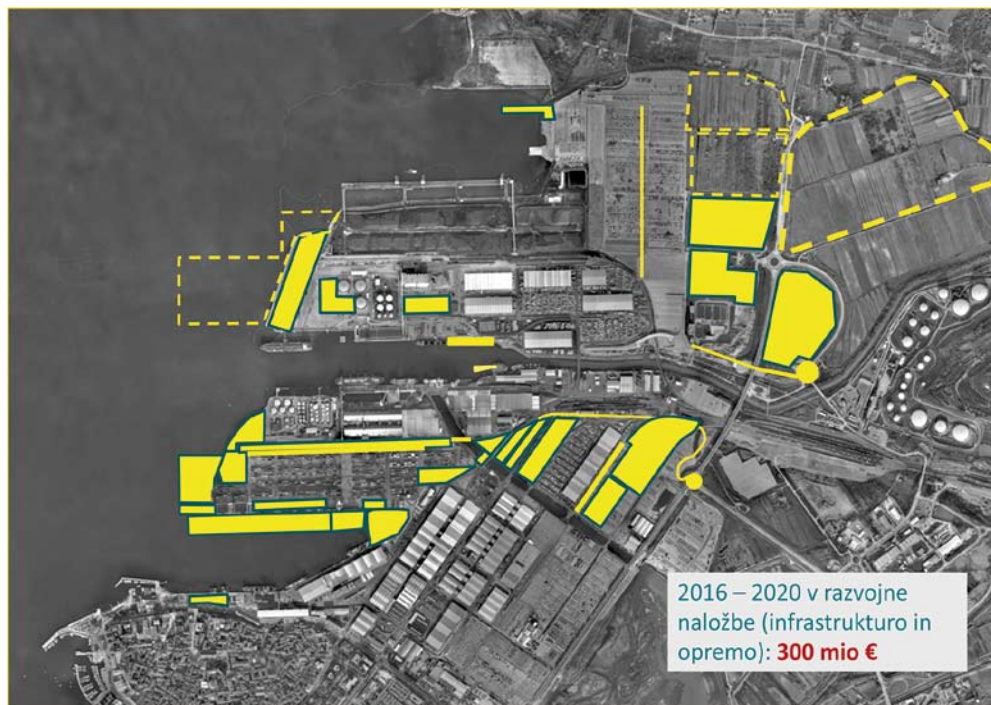 2016 – 2020 v razvojne
naložbe (infrastrukturo in
opremo): 300 mio €